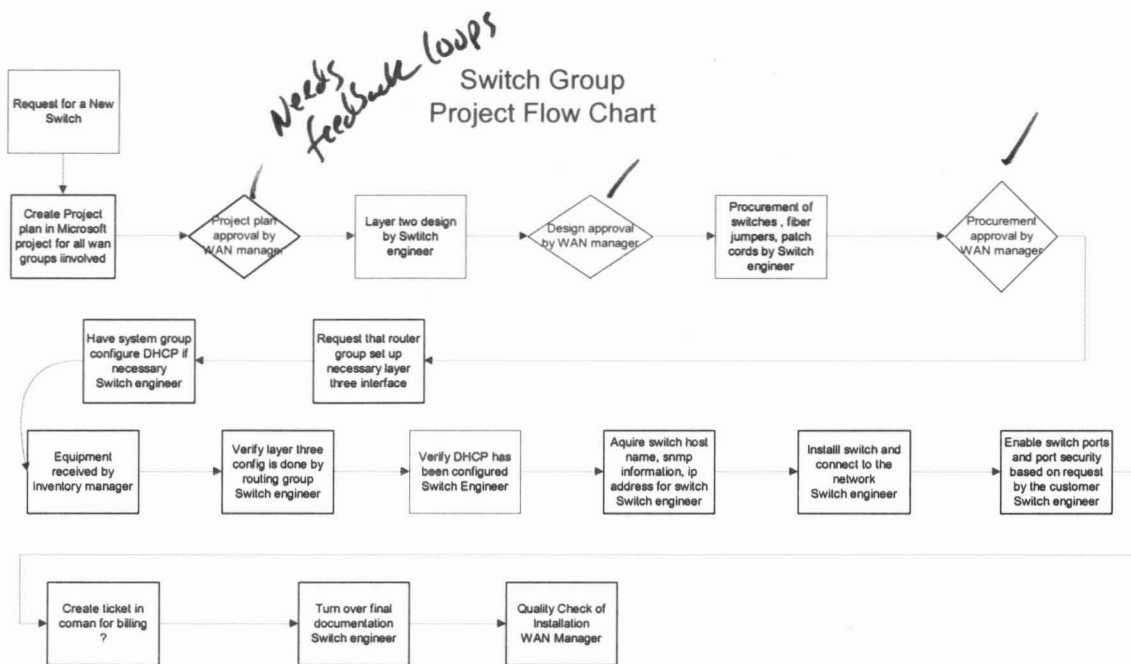 Needs
feedback loops
Switch Group
Project Flow Chart
Request for a New
Switch
Create Project
plan in Microsoft
project for all wan
groups iinvolved
Project plan
approval by
WAN manager
Layer two design
by Swtitch
engineer
Design approval
by WAN manager
Procurement of
switches , fiber
jumpers, patch
cords by Switch
engineer
Procurement
approval by
WAN manager
Have system group
configure DHCP if
necessary
Switch engineer
Request that router
group set up
necessary layer
three interface
Equipment
received by
Inventory manager
Verify layer three
config is done by
routing group
Switch engineer
Verify DHCP has
been configured
Switch Engineer
Aquire switch host
name, snmp
information, ip
address for switch
Switch engineer
Installl switch and
connect to the
network
Switch engineer
Enable switch ports
and port security
based on request
by the customer
Switch engineer
Create ticket in
coman for billing
?
Turn over final
documentation
Switch engineer
Quality Check of
Installation
WAN Manager